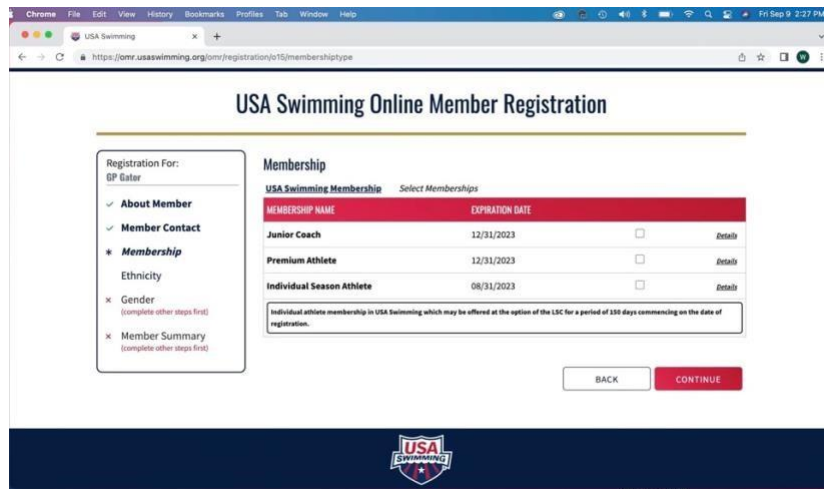 Chrome File Edit View History Bookmarks Profiles Tab Window Help Fri Sep 9 2:27 PM
USA Swimming
https://omr.usaswimming.org/omr/registration/o15/membershiptype
W
USA Swimming Online Member Registration
Registration For:
GP Gator
About Member
Member Contact
Membership
Ethnicity
Gender
(complete other steps first)
Member Summary
(complete other steps first)
Membership
USA Swimming Membership Select Memberships
MEMBERSHIP NAME EXPIRATION DATE
Junior Coach 12/31/2023 Details
Premium Athlete 12/31/2023 Details
Individual Season Athlete 08/31/2023 Details
Individual athlete membership in USA Swimming which may be offered at the option of the LSC for a period of 150 days commencing on the date of
registration.
BACK CONTINUE
USA
SWIMMING